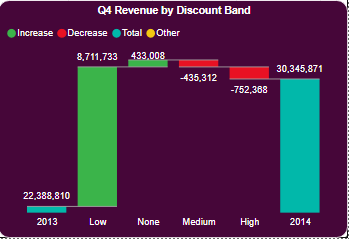 Q4 Revenue by Discount Band
Increase Decrease Total Other
8,711,733 433,008
-435,312
-752,368
30,345,871
22,388,810
2013 Low None Medium High 2014